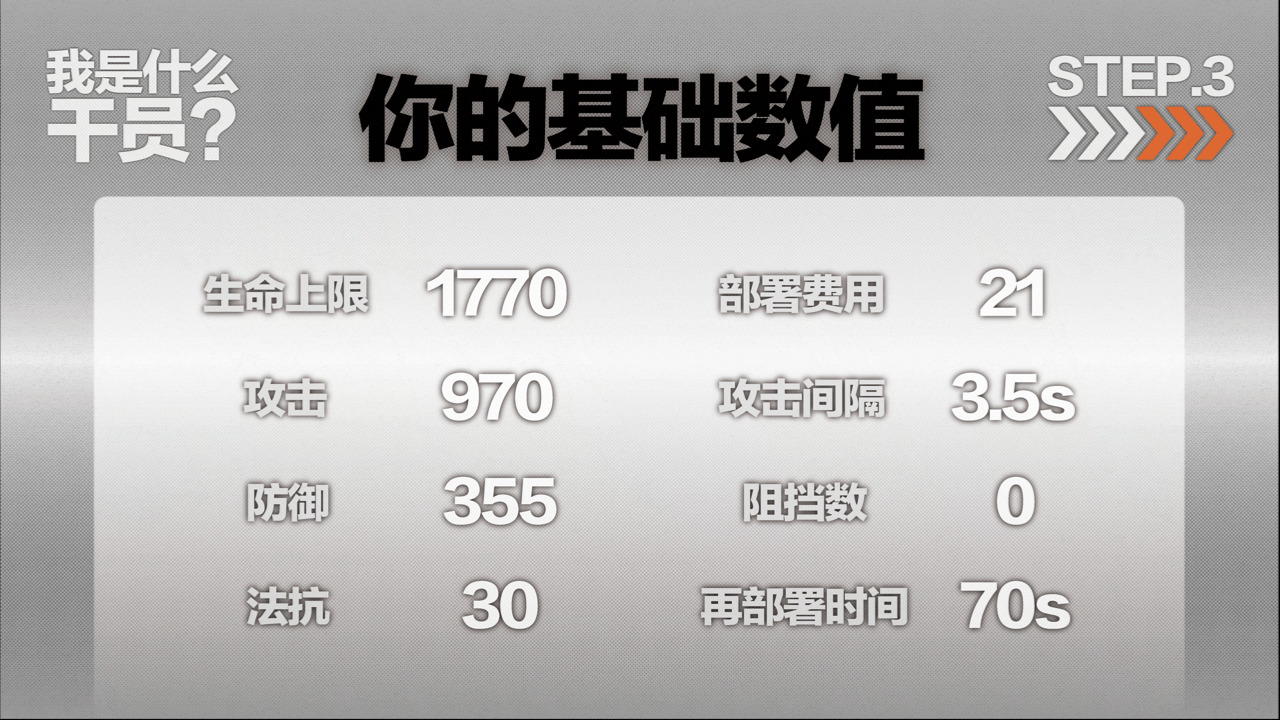 我是什么
干员?
你的基础数值
STEP.3
生命上限 1770 部署费用 21
攻击 970 攻击间隔 3.5s
防御 355 阻挡数 0
法抗 30 再部署时间 70s